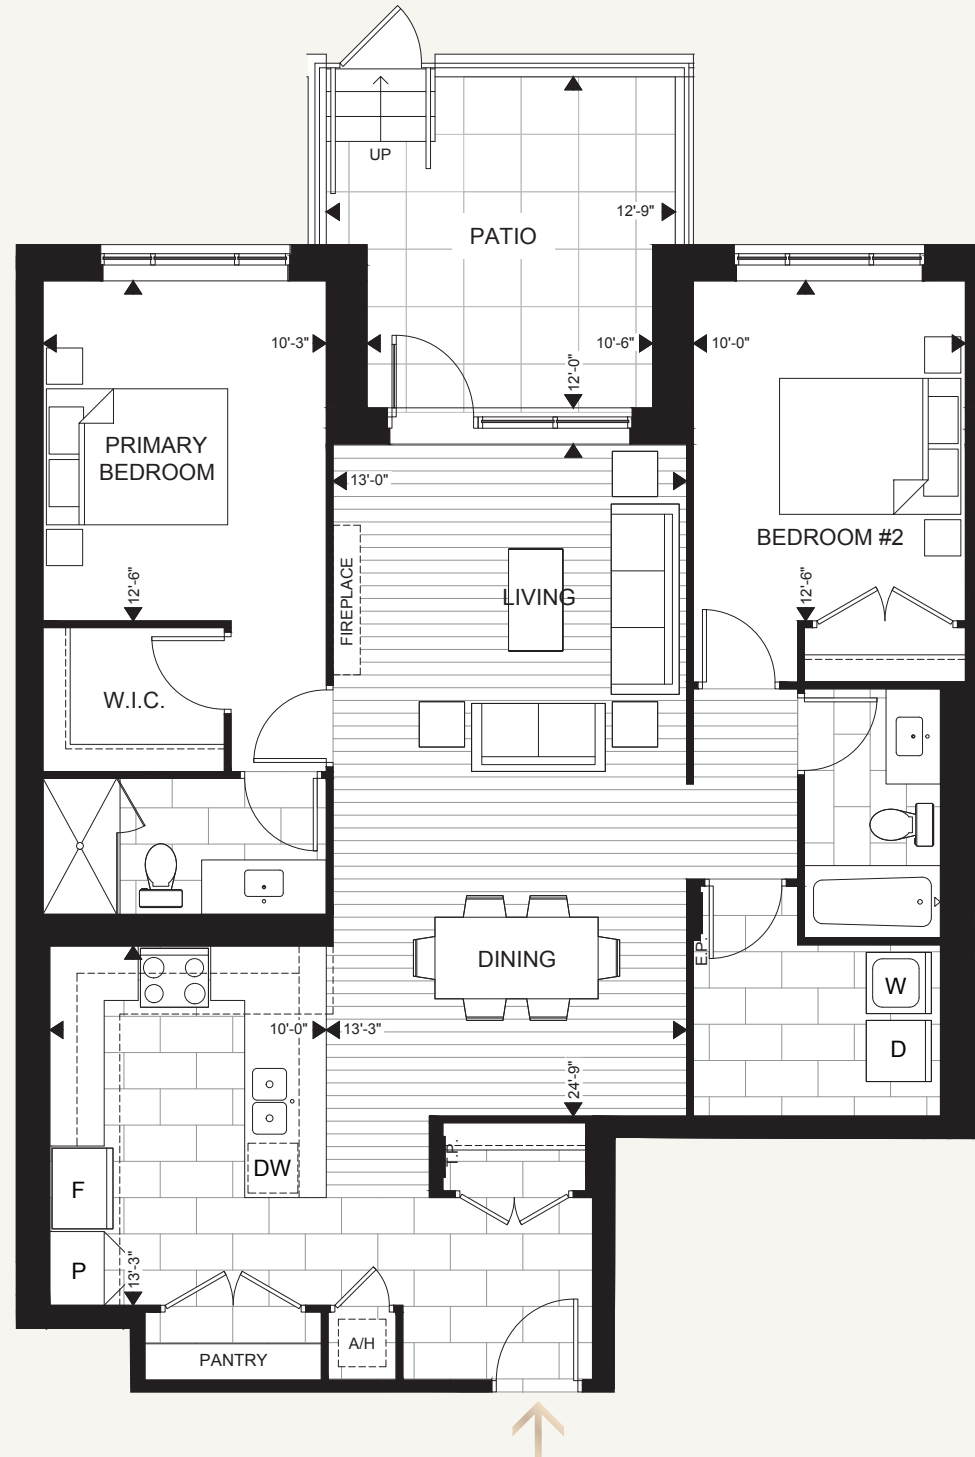 UP
12'-9"
PATIO
10'-3"
10'-6"
10'-0"
12'-0"
PRIMARY
BEDROOM
13'-0"
BEDROOM #2
12'-6"
FIREPLACE
LIVING
12'-6"
W.I.C.
DINING
E.P.
W
10'-0"
13'-3"
D
24'-9"
T.P.
DW
F
P
13'-3"
A/H
PANTRY